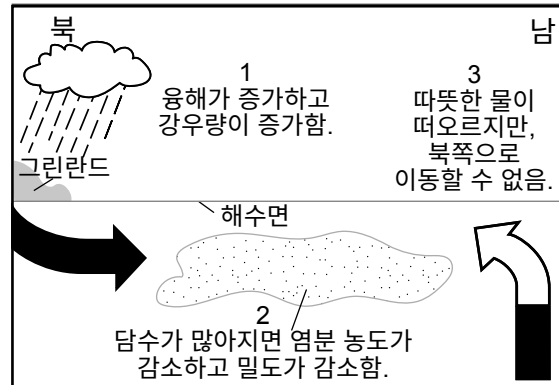 북
남
1
융해가 증가하고
강우량이 증가함.
3
따뜻한 물이
떠오르지만,
북쪽으로
이동할 수 없음.
그린란드
해수면
2
담수가 많아지면 염분 농도가
감소하고 밀도가 감소함.